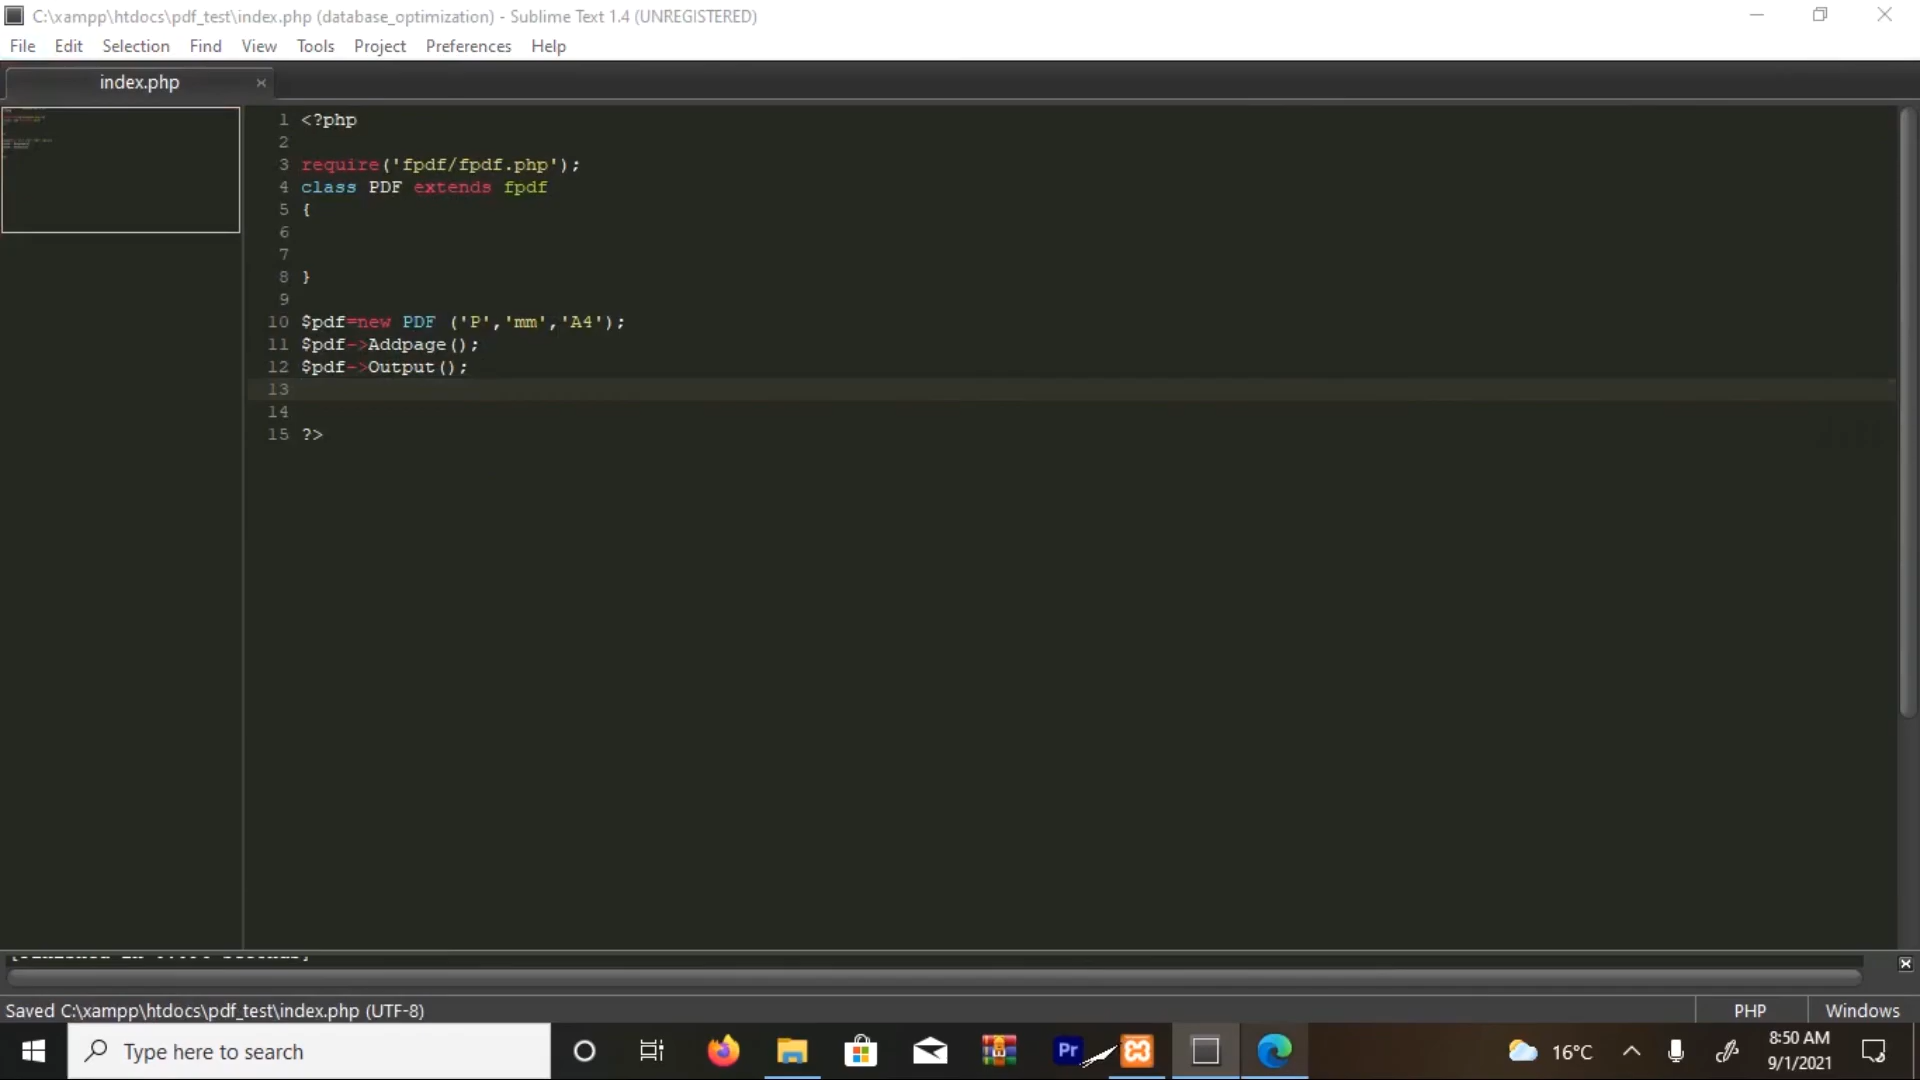 C:\xampp\htdocs\pdf_test\index.php (database_optimization) - Sublime Text 1.4 (UNREGISTERED)
File Edit Selection Find View Tools Project Preferences Help
index.php ×
1 <?php
2
3 require('fpdf/fpdf.php');
4 class PDF extends fpdf
5 {
6
7
8 }
9
10 $pdf=new PDF ('P','mm','A4');
11 $pdf->Addpage();
12 $pdf->Output();
13
14
15 ?>
Saved C:\xampp\htdocs\pdf_test\index.php (UTF-8) PHP Windows
Type here to search Pr 16°C 8:50 AM
9/1/2021